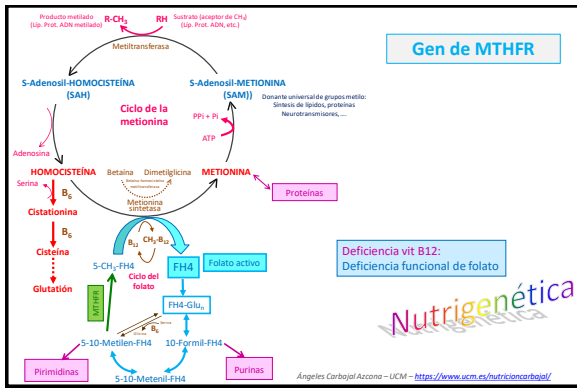 Gen de MTHFR
Producto metilado
(Lip. Prot. ADN metilado)
R-CH3
RH
Sustrato (aceptor de CH3)
(Lip. Prot. ADN, etc.)
Metiltransferasa
S-Adenosil-HOMOCISTEÍNA
(SAH)
S-Adenosil-METIONINA
(SAM))
Donante universal de grupos metilo:
Síntesis de lípidos, proteínas
Neurotransmisores, ....
Ciclo de la
metionina
PPi + Pi
ATP
Adenosina
HOMOCISTEÍNA
Betaína
Dimetilglicina
METIONINA
Proteínas
Serina
B6
Metionina
sintetasa
Cistationina
B6
Cisteína
Glutatión
B12
CH3-B12
5-CH3-FH4
Ciclo del
folato
FH4
Folato activo
Deficiencia vit B12:
Deficiencia funcional de folato
MTHFR
FH4-Glun
Serina
B6
Glicina
5-10-Metilen-FH4
10-Formil-FH4
Pirimidinas
Purinas
5-10-Metenil-FH4
Nutrigenética
Ángeles Carbajal Azcona – UCM – https://www.ucm.es/nutricioncarbajal/